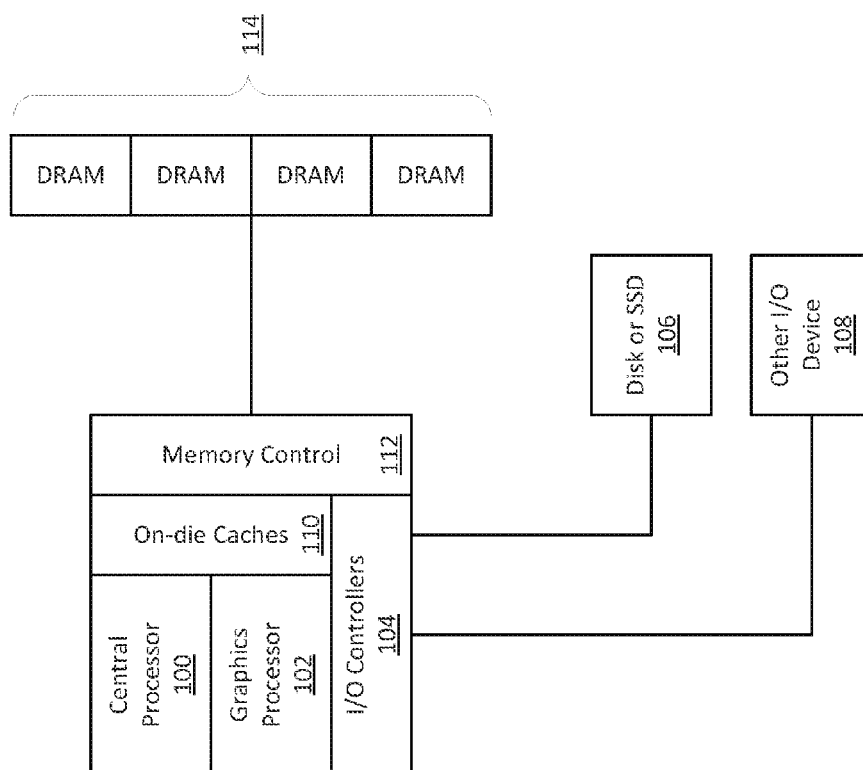 114
DRAM
DRAM
DRAM
DRAM
Memory Control
112
On-die Caches
110
Central
Processor
100
Graphics
Processor
102
I/O Controllers
104
Disk or SSD
106
Other I/O
Device
108